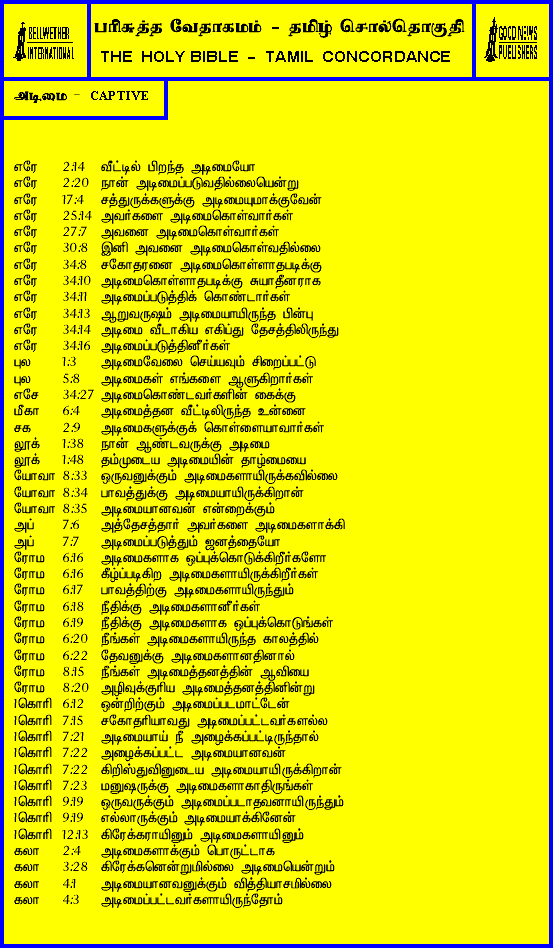 BELLWETHER
INTERNATIONAL
பரிசுத்த வேதாகமம் - தமிழ் சொல்தொகுதி
THE HOLY BIBLE - TAMIL CONCORDANCE
GOOD NEWS
PUBLISHERS
அடிமை - CAPTIVE
எரே 2:14 வீட்டில் பிறந்த அடிமையோ
எரே 2:20 நான் அடிமைப்படுவதில்லையென்று
எரே 17:4 சத்துருக்களுக்கு அடிமையுமாக்குவேன்
எரே 25:14 அவர்களை அடிமைகொள்வார்கள்
எரே 27:7 அவனை அடிமைகொள்வார்கள்
எரே 30:8 இனி அவனை அடிமைகொள்வதில்லை
எரே 34:8 சகோதரனை அடிமைகொள்ளாதபடிக்கு
எரே 34:10 அடிமைகொள்ளாதபடிக்கு சுயாதீனராக
எரே 34:11 அடிமைப்படுத்திக் கொண்டார்கள்
எரே 34:13 ஆறுவருஷம் அடிமையாயிருந்த பின்பு
எரே 34:14 அடிமை வீடாகிய எகிப்து தேசத்திலிருந்து
எரே 34:16 அடிமைப்படுத்தினீர்கள்
புல 1:3 அடிமைவேலை செய்யவும் சிறைப்பட்டு
புல 5:8 அடிமைகள் எங்களை ஆளுகிறார்கள்
எசே 34:27 அடிமைகொண்டவர்களின் கைக்கு
மீகா 6:4 அடிமைத்தன வீட்டிலிருந்த உன்னை
சக 2:9 அடிமைகளுக்குக் கொள்ளையாவார்கள்
லூக் 1:38 நான் ஆண்டவருக்கு அடிமை
லூக் 1:48 தம்முடைய அடிமையின் தாழ்மையை
யோவா 8:33 ஒருவனுக்கும் அடிமைகளாயிருக்கவில்லை
யோவா 8:34 பாவத்துக்கு அடிமையாயிருக்கிறான்
யோவா 8:35 அடிமையானவன் என்றைக்கும்
அப் 7:6 அத்தேசத்தார் அவர்களை அடிமைகளாக்கி
அப் 7:7 அடிமைப்படுத்தும் ஜனத்தையோ
ரோம 6:16 அடிமைகளாக ஒப்புக்கொடுக்கிறீர்களோ
ரோம 6:16 கீழ்ப்படிகிற அடிமைகளாயிருக்கிறீர்கள்
ரோம 6:17 பாவத்திற்கு அடிமைகளாயிருந்தும்
ரோம 6:18 நீதிக்கு அடிமைகளானீர்கள்
ரோம 6:19 நீதிக்கு அடிமைகளாக ஒப்புக்கொடுங்கள்
ரோம 6:20 நீங்கள் அடிமைகளாயிருந்த காலத்தில்
ரோம 6:22 தேவனுக்கு அடிமைகளானதினால்
ரோம 8:15 நீங்கள் அடிமைத்தனத்தின் ஆவியை
ரோம 8:20 அழிவுக்குரிய அடிமைத்தனத்தினின்று
1கொரி 6:12 ஒன்றிற்கும் அடிமைப்படமாட்டேன்
1கொரி 7:15 சகோதரியாவது அடிமைப்பட்டவர்களல்ல
1கொரி 7:21 அடிமையாய் நீ அழைக்கப்பட்டிருந்தால்
1கொரி 7:22 அழைக்கப்பட்ட அடிமையானவன்
1கொரி 7:22 கிறிஸ்துவினுடைய அடிமையாயிருக்கிறான்
1கொரி 7:23 மனுஷருக்கு அடிமைகளாகாதிருங்கள்
1கொரி 9:19 ஒருவருக்கும் அடிமைப்படாதவனாயிருந்தும்
1கொரி 9:19 எல்லாருக்கும் அடிமையாக்கினேன்
1கொரி 12:13 கிரேக்கராயினும் அடிமைகளாயினும்
கலா 2:4 அடிமைகளாக்கும் பொருட்டாக
கலா 3:28 கிரேக்கனென்றுமில்லை அடிமையென்றும்
கலா 4:1 அடிமையானவனுக்கும் வித்தியாசமில்லை
கலா 4:3 அடிமைப்பட்டவர்களாயிருந்தோம்